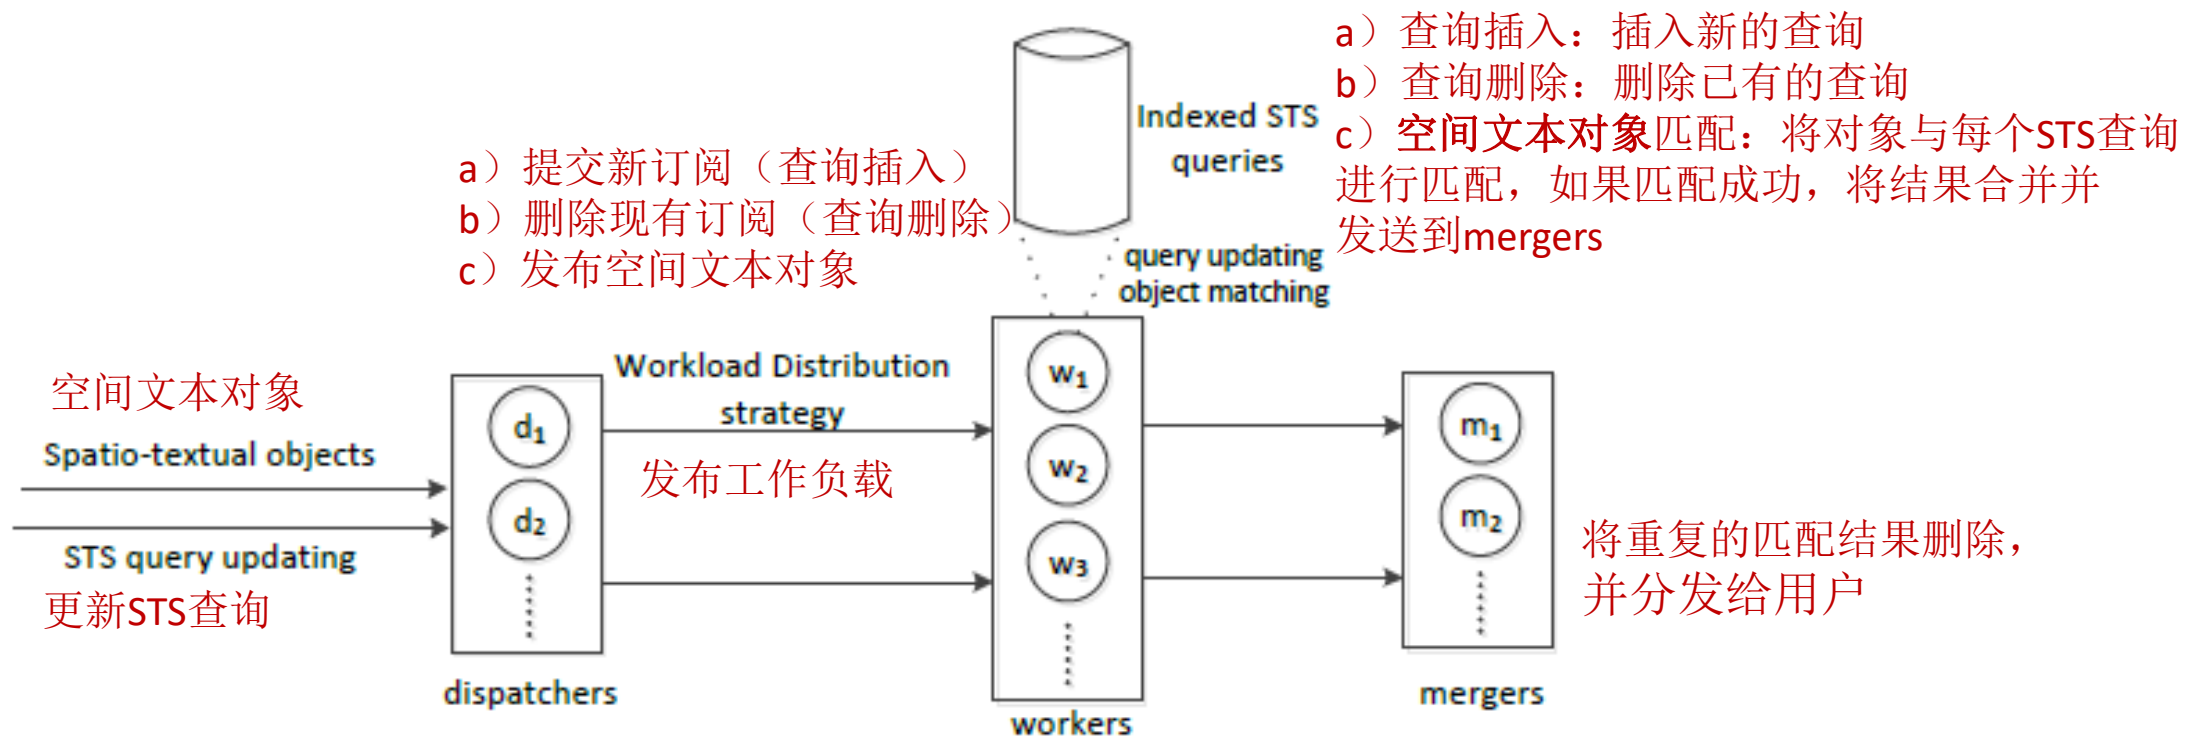 a）查询插入：插入新的查询
b）查询删除：删除已有的查询
c）空间文本对象匹配：将对象与每个STS查询
进行匹配，如果匹配成功，将结果合并并
发送到mergers
Indexed STS
queries
a）提交新订阅（查询插入）
b）删除现有订阅（查询删除）
c）发布空间文本对象
query updating
object matching
空间文本对象
Spatio-textual objects
STS query updating
更新STS查询
d1
d2
dispatchers
Workload Distribution
strategy
发布工作负载
w1
w2
w3
workers
m1
m2
mergers
将重复的匹配结果删除，
并分发给用户